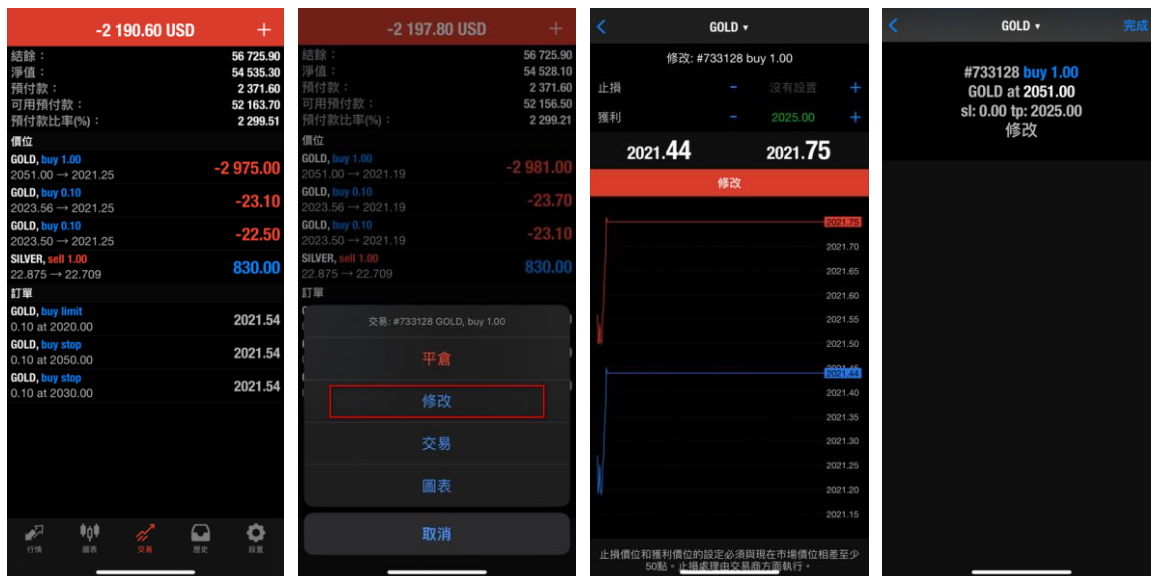 -2 190.60 USD +
結餘： 56 725.90
淨值： 54 535.30
預付款： 2 371.60
可用預付款： 52 163.70
預付款比率(%)： 2 299.51
價位
GOLD, buy 1.00
2051.00 → 2021.25 -2 975.00
GOLD, buy 0.10
2023.56 → 2021.25 -23.10
GOLD, buy 0.10
2023.50 → 2021.25 -22.50
SILVER, sell 1.00
22.875 → 22.709 830.00
訂單
GOLD, buy limit
0.10 at 2020.00 2021.54
GOLD, buy stop
0.10 at 2050.00 2021.54
GOLD, buy stop
0.10 at 2030.00 2021.54
行情 圖表 交易 歷史 設置
-2 197.80 USD +
結餘： 56 725.90
淨值： 54 528.10
預付款： 2 371.60
可用預付款： 52 156.50
預付款比率(%)： 2 299.21
價位
GOLD, buy 1.00
2051.00 → 2021.19 -2 981.00
GOLD, buy 0.10
2023.56 → 2021.19 -23.70
GOLD, buy 0.10
2023.50 → 2021.19 -23.10
SILVER, sell 1.00
22.875 → 22.709 830.00
訂單
交易: #733128 GOLD, buy 1.00
平倉
修改
交易
圖表
取消
GOLD ▾
修改: #733128 buy 1.00
止損 - 沒有設置 +
獲利 - 2025.00 +
2021.44 2021.75
修改
2021.75
2021.70
2021.65
2021.60
2021.55
2021.50
2021.44
2021.40
2021.35
2021.30
2021.25
2021.20
2021.15
止損價位和獲利價位的設定必須與現在市場價位相差至少
50點。止損處理由交易商方面執行。
GOLD ▾ 完成
#733128 buy 1.00
GOLD at 2051.00
sl: 0.00 tp: 2025.00
修改